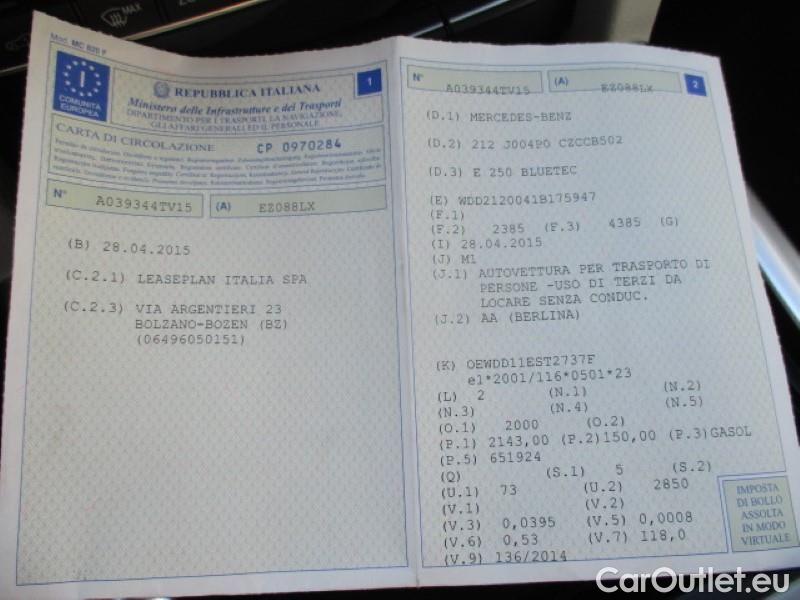 Mod. MC 820 F
I
COMUNITÀ
EUROPEA
REPUBBLICA ITALIANA
1
Ministero delle Infrastrutture e dei Trasporti
DIPARTIMENTO PER I TRASPORTI, LA NAVIGAZIONE,
GLI AFFARI GENERALI ED IL PERSONALE
CARTA DI CIRCOLAZIONE
CP 0970284
N° A039344TV15 (A) EZ088LX
(B) 28.04.2015
(C.2.1) LEASEPLAN ITALIA SPA
(C.2.3) VIA ARGENTIERI 23
BOLZANO-BOZEN (BZ)
(06496050151)
N° A039344TV15 (A) EZ088LX 2
(D.1) MERCEDES-BENZ
(D.2) 212 J004P0 CZCCB502
(D.3) E 250 BLUETEC
(E) WDD2120041B175947
(F.1)
(F.2) 2385 (F.3) 4385 (G)
(I) 28.04.2015
(J) M1
(J.1) AUTOVETTURA PER TRASPORTO DI
PERSONE -USO DI TERZI DA
LOCARE SENZA CONDUC.
(J.2) AA (BERLINA)
(K) OEWDD11EST2737F
e1*2001/116*0501*23
(L) 2 (N.1) (N.2)
(N.3) (N.4) (N.5)
(O.1) 2000 (O.2)
(P.1) 2143,00 (P.2)150,00 (P.3)GASOL
(P.5) 651924
(Q) (S.1) 5 (S.2)
(U.1) 73 (U.2) 2850
(V.1) (V.2)
(V.3) 0,0395 (V.5) 0,0008
(V.6) 0,53 (V.7) 118,0
(V.9) 136/2014
IMPOSTA
DI BOLLO
ASSOLTA
IN MODO
VIRTUALE
CarOutlet.eu